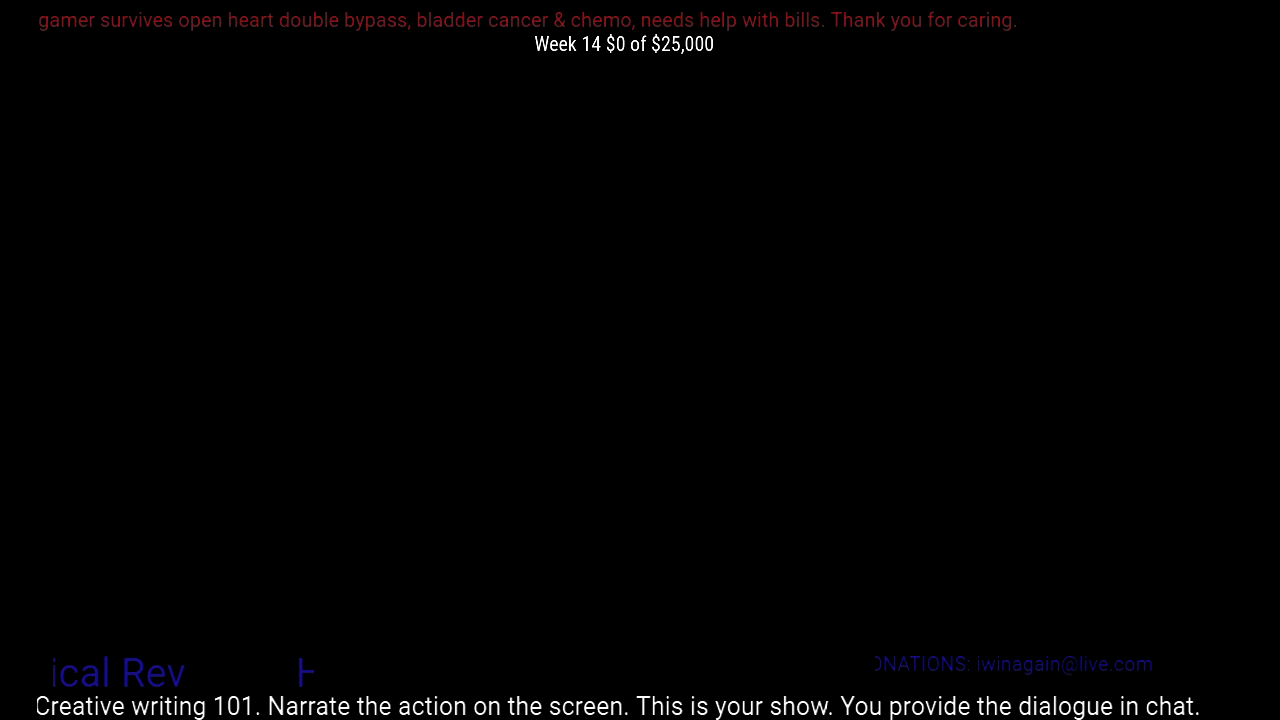 gamer survives open heart double bypass, bladder cancer & chemo, needs help with bills. Thank you for caring.
Week 14 $0 of $25,000
ONATIONS: iwinagain@live.com
ical Rev
Creative writing 101. Narrate the action on the screen. This is your show. You provide the dialogue in chat.